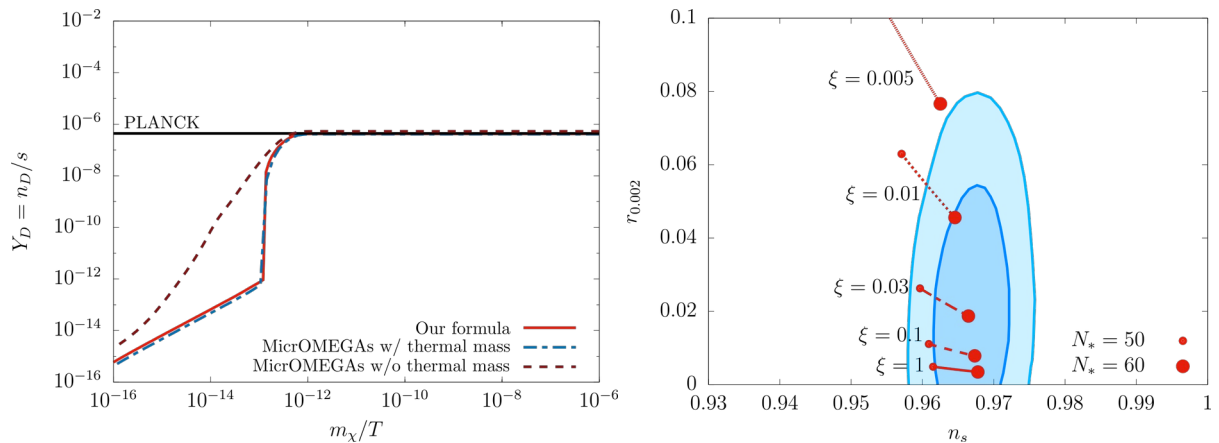 10^{-2}
10^{-4}
10^{-6}
10^{-8}
10^{-10}
10^{-12}
10^{-14}
10^{-16}
Y_D = n_D/s
PLANCK
Our formula
MicrOMEGAs w/ thermal mass
MicrOMEGAs w/o thermal mass
10^{-16}
10^{-14}
10^{-12}
10^{-10}
10^{-8}
10^{-6}
m_χ/T
0.1
0.08
0.06
0.04
0.02
0
r_{0.002}
ξ = 0.005
ξ = 0.01
ξ = 0.03
ξ = 0.1
ξ = 1
N_* = 50
N_* = 60
0.93
0.94
0.95
0.96
0.97
0.98
0.99
1
n_s